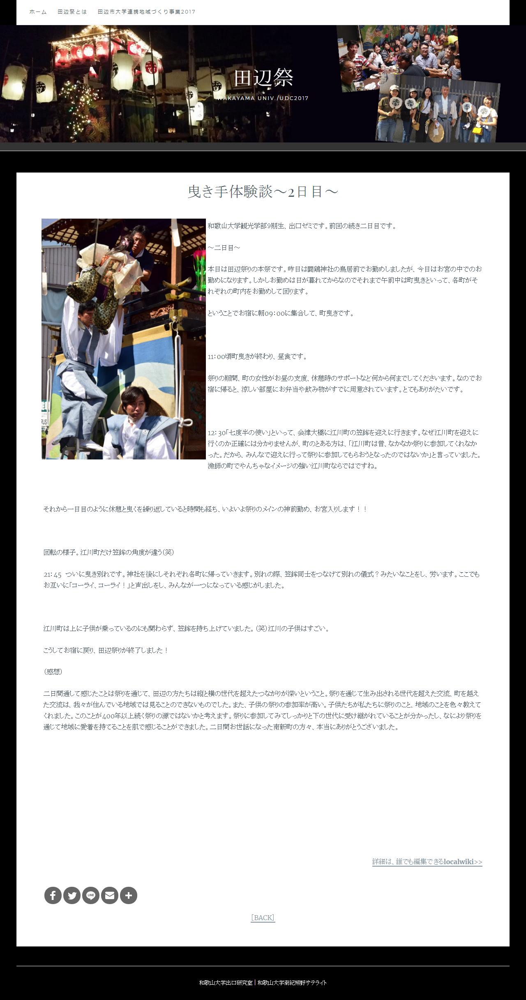 ホーム 田辺祭とは 田辺市大学連携地域づくり事業2017
田辺祭
WAKAYAMA UNIV./UDC2017
曳き手体験談～2日目～
和歌山大学観光学部9期生、出口ゼミです。前回の続き二日目です。
～二日目～
本日は田辺祭りの本祭です。昨日は闘鶏神社の鳥居前でお勤めしましたが、今日はお宮の中でのお
勤めになります。しかしお勤めは日が暮れてからなのでそれまで午前中は町曳きといって、各町がそ
れぞれの町内をお勤めして回ります。
ということでお宿に朝09：00に集合して、町曳きです。
11：00頃町曳きが終わり、昼食です。
祭りの期間、町の女性がお昼の支度、休憩時のサポートなど何から何までしてくださいます。なのでお
宿に帰ると、涼しい部屋にお弁当や飲み物がすでに用意されています。とてもありがたいです。
12：30「七度半の使い」といって、会津大橋に江川町の笠鉾を迎えに行きます。なぜ江川町を迎えに
行くのか正確には分かりませんが、町のとある方は、「江川町は昔、なかなか祭りに参加してくれなか
った。だから、みんなで迎えに行って祭りに参加してもらおうとなったのではないか」と言っていました。
漁師の町でやんちゃなイメージの強い江川町ならではですね。
それから一日目のように休憩と曳くを繰り返していると時間も経ち、いよいよ祭りのメインの神前勤め、お宮入りします！！
回転の様子。江川町だけ笠鉾の角度が違う（笑）
21：45　ついに曳き別れです。神社を後にしそれぞれ各町に帰っていきます。別れの際、笠鉾同士をつなげて別れの儀式？みたいなことをし、労います。ここでも
お互いに「コーライ、コーライ！」と声出しをし、みんなが一つになっている感じがしました。
江川町は上に子供が乗っているのにも関わらず、笠鉾を持ち上げていました。（笑）江川の子供はすごい。
こうしてお宿に戻り、田辺祭りが終了しました！
（感想）
二日間通して感じたことは祭りを通じて、田辺の方たちは縦と横の世代を超えたつながりが深いということ。祭りを通じて生み出される世代を超えた交流、町を越え
た交流は、我々が住んでいる地域では見ることのできないものでした。また、子供の祭りの参加率が高い。子供たちが私たちに祭りのこと、地域のことを色々教えて
くれました。このことが400年以上続く祭りの源ではないかと考えます。祭りに参加してみてしっかりと下の世代に受け継がれていることが分かったし、なにより祭りを
通じて地域に愛着を持てることを肌で感じることができました。二日間お世話になった南新町の方々、本当にありがとうございました。
詳細は、誰でも編集できるlocalwiki>>
LINE
［BACK］
和歌山大学出口研究室 | 和歌山大学南紀熊野サテライト